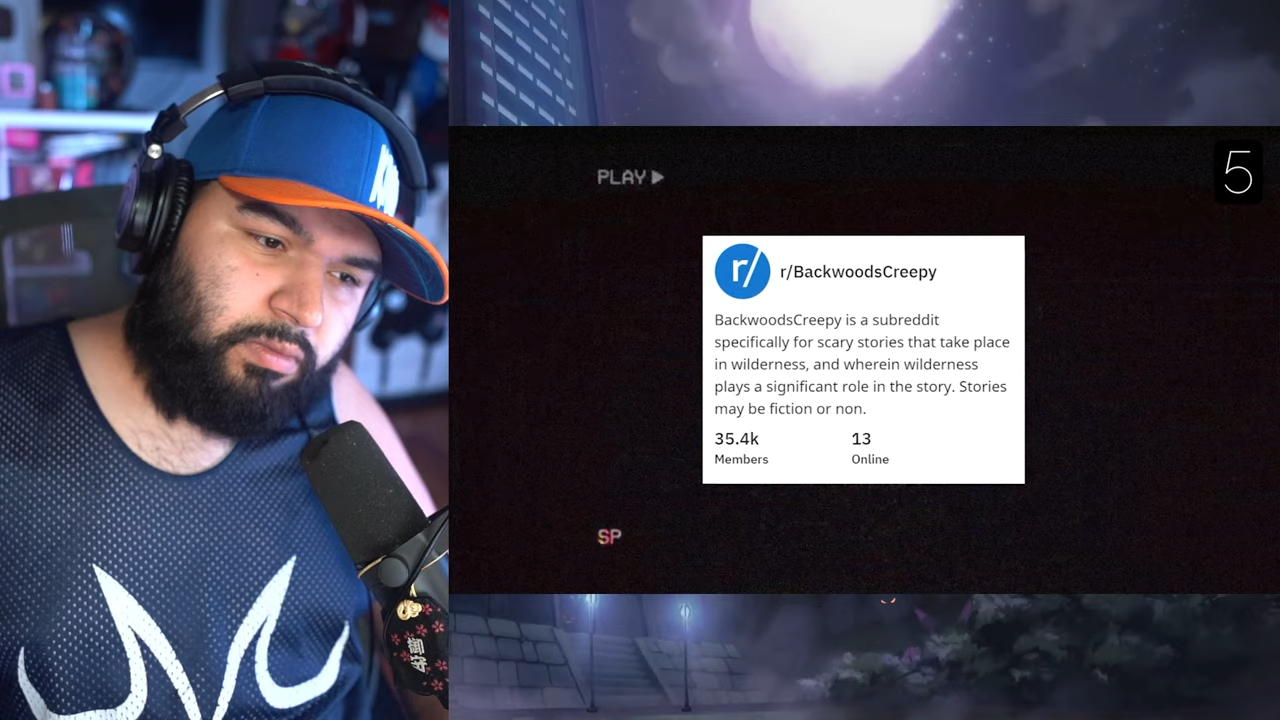 PLAY
5
r/
r/BackwoodsCreepy
BackwoodsCreepy is a subreddit
specifically for scary stories that take place
in wilderness, and wherein wilderness
plays a significant role in the story. Stories
may be fiction or non.
35.4k 13
Members Online
SP